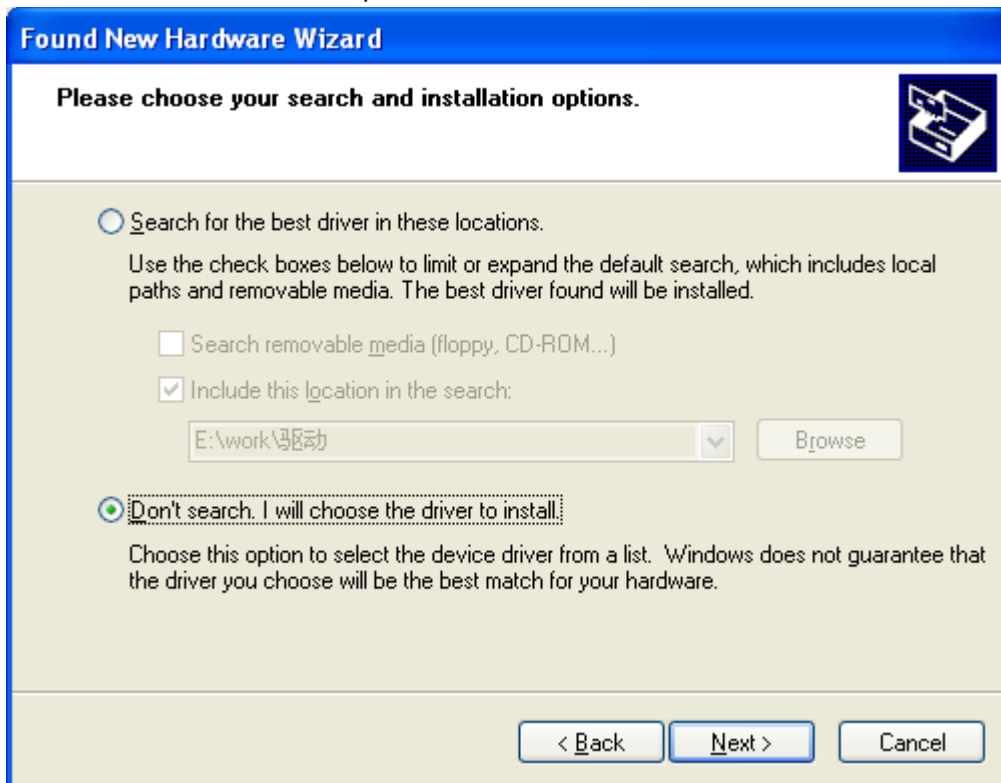 Found New Hardware Wizard
Please choose your search and installation options.
Search for the best driver in these locations.
Use the check boxes below to limit or expand the default search, which includes local
paths and removable media. The best driver found will be installed.
Search removable media (floppy, CD-ROM...)
Include this location in the search:
E:\work\驱动
Browse
Don't search. I will choose the driver to install.
Choose this option to select the device driver from a list. Windows does not guarantee that
the driver you choose will be the best match for your hardware.
< Back
Next >
Cancel